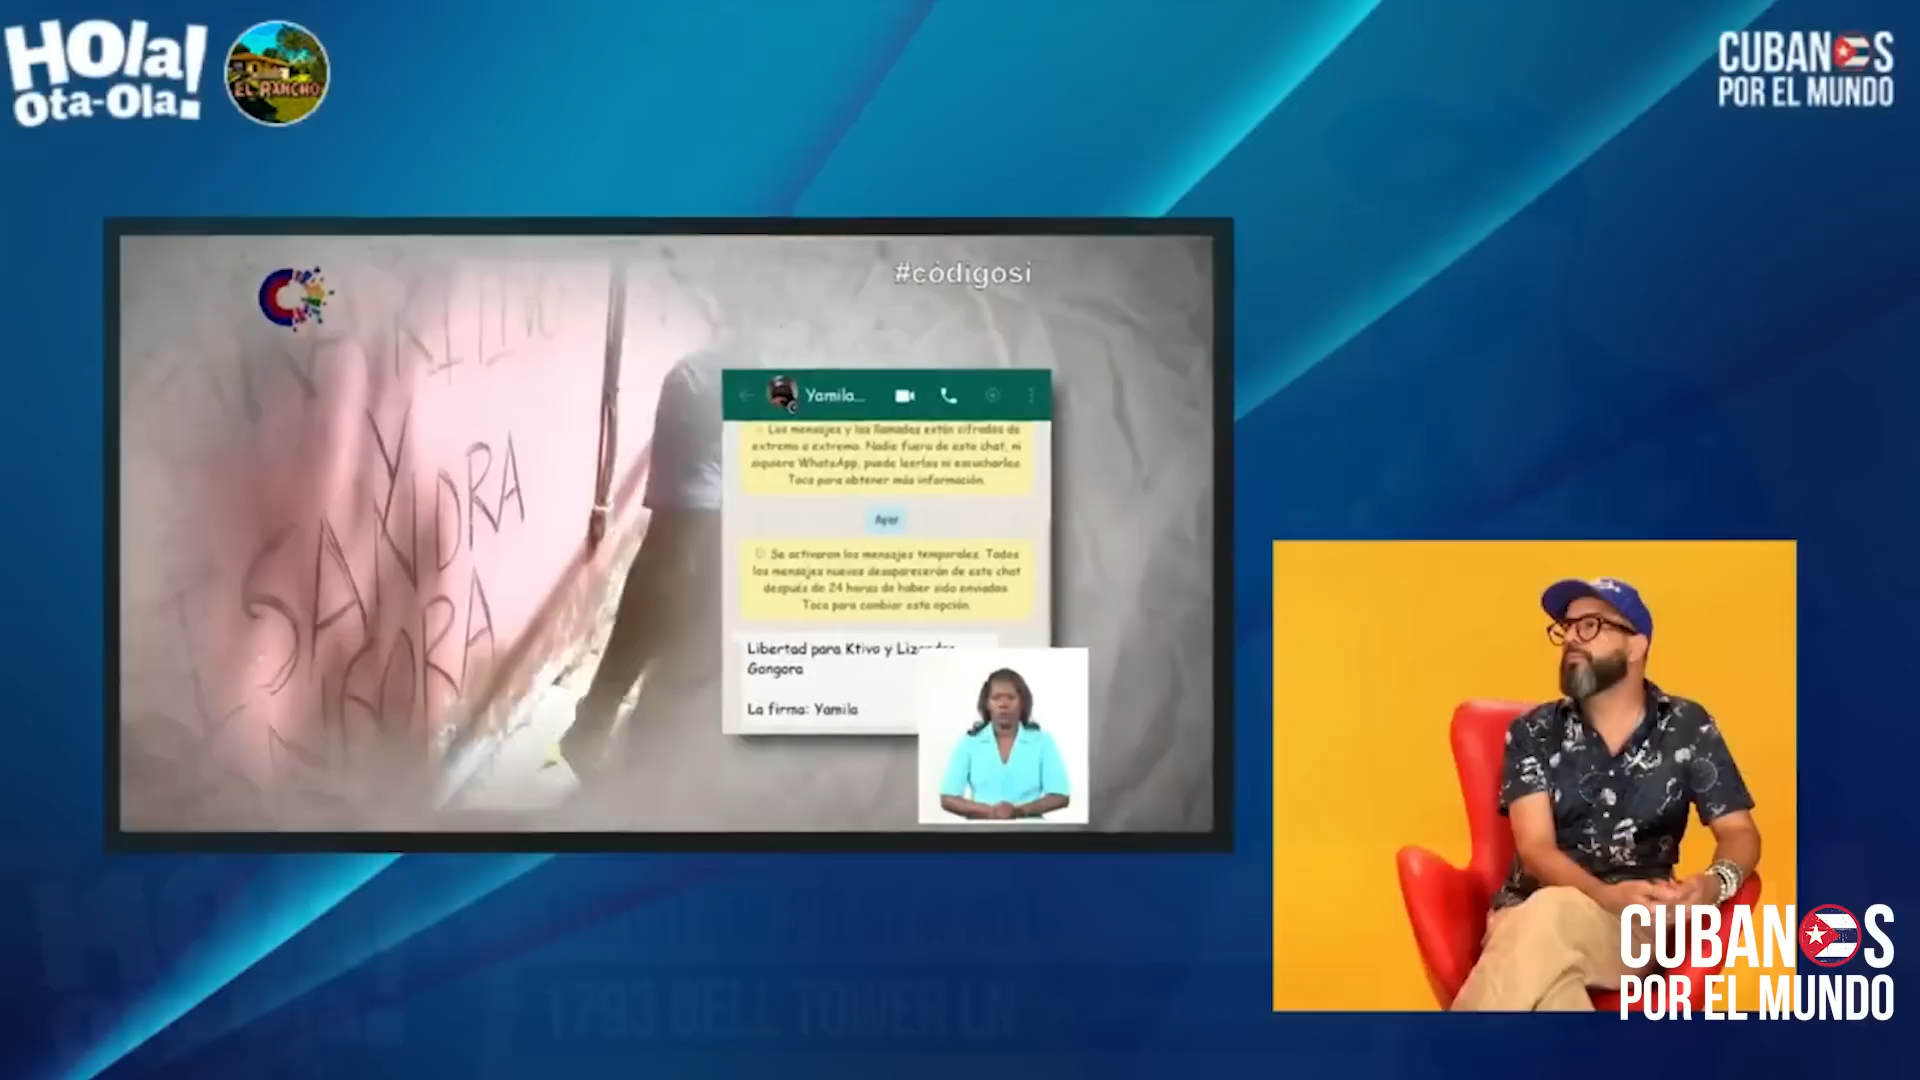 Hola!
Ota-Ola!
EL RANCHO
CUBANOS
POR EL MUNDO
#códigosi
Y
SANDRA
Yamila...
Los mensajes y las llamadas están cifrados de
extremo a extremo. Nadie fuera de este chat, ni
siquiera WhatsApp, puede leerlos ni escucharlos
Toca para obtener más información.
Ayer
Se activaron los mensajes temporales. Todos
los mensajes nuevos desaparecerán de este chat
después de 24 horas de haber sido enviados.
Toca para cambiar esta opción.
Libertad para Ktivo y
Gongora
La firma: Yamila
CUBANOS
POR EL MUNDO
1793 BELL TOWER LN